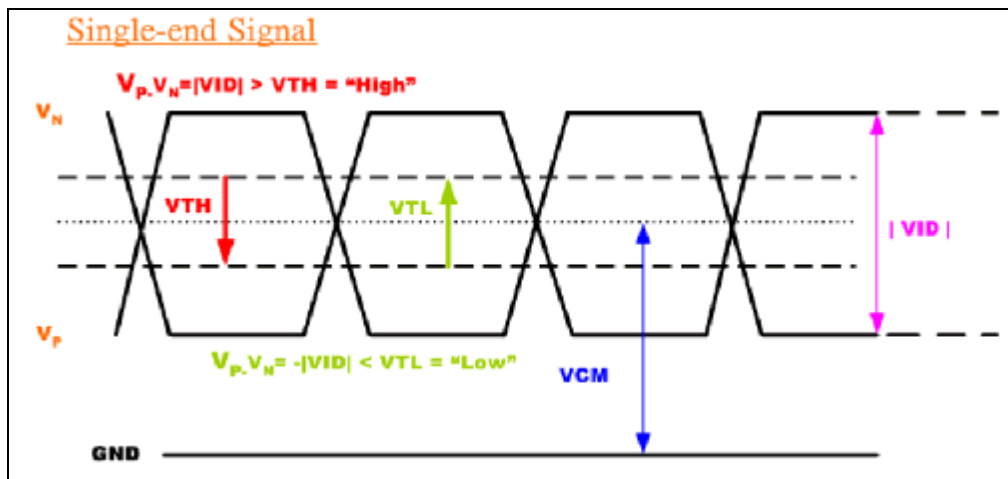 Single-end Signal
VP-VN=|VID| > VTH = “High”
VN
VTH
VTL
| VID |
VP
VP-VN= -|VID| < VTL = “Low”
VCM
GND